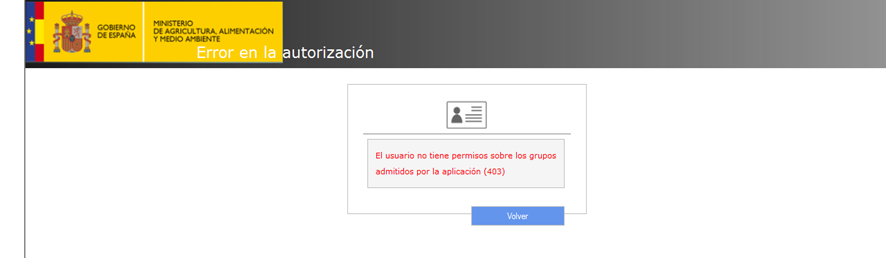 GOBIERNO
DE ESPAÑA
MINISTERIO
DE AGRICULTURA, ALIMENTACIÓN
Y MEDIO AMBIENTE
Error en la autorización
El usuario no tiene permisos sobre los grupos
admitidos por la aplicación (403)
Volver